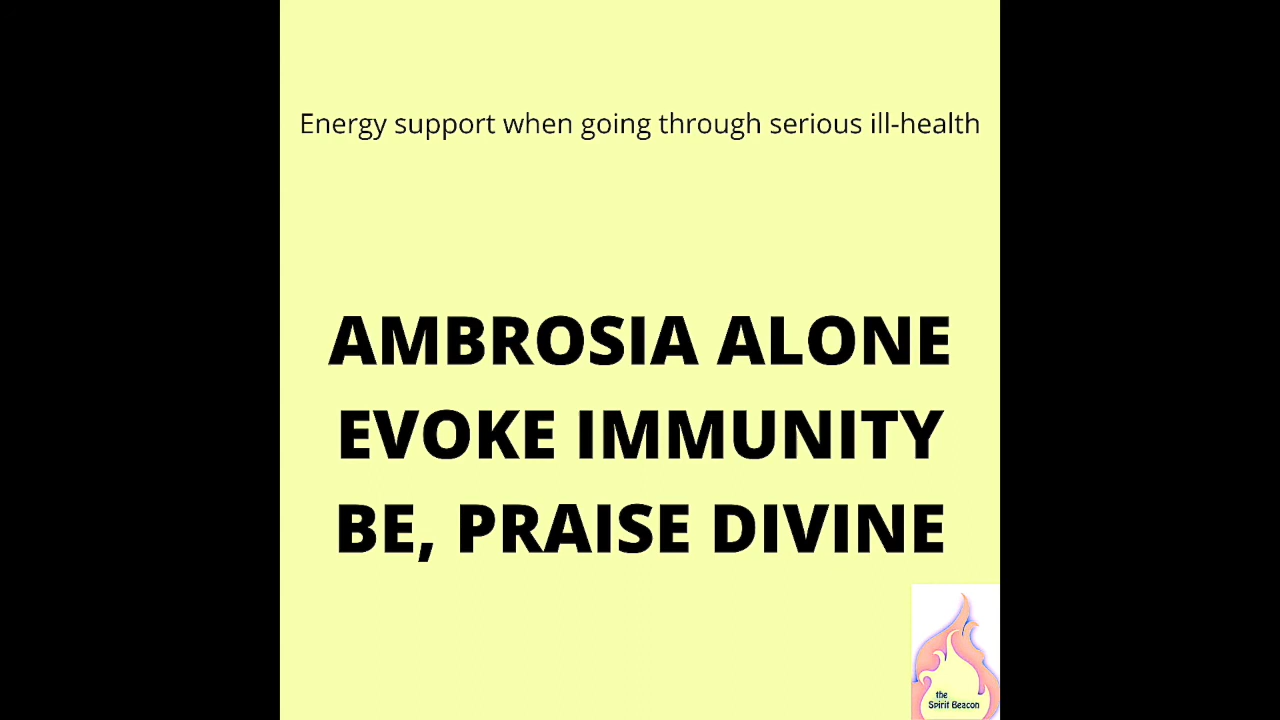 Energy support when going through serious ill-health
AMBROSIA ALONE
EVOKE IMMUNITY
BE, PRAISE DIVINE
the
Spirit Beacon